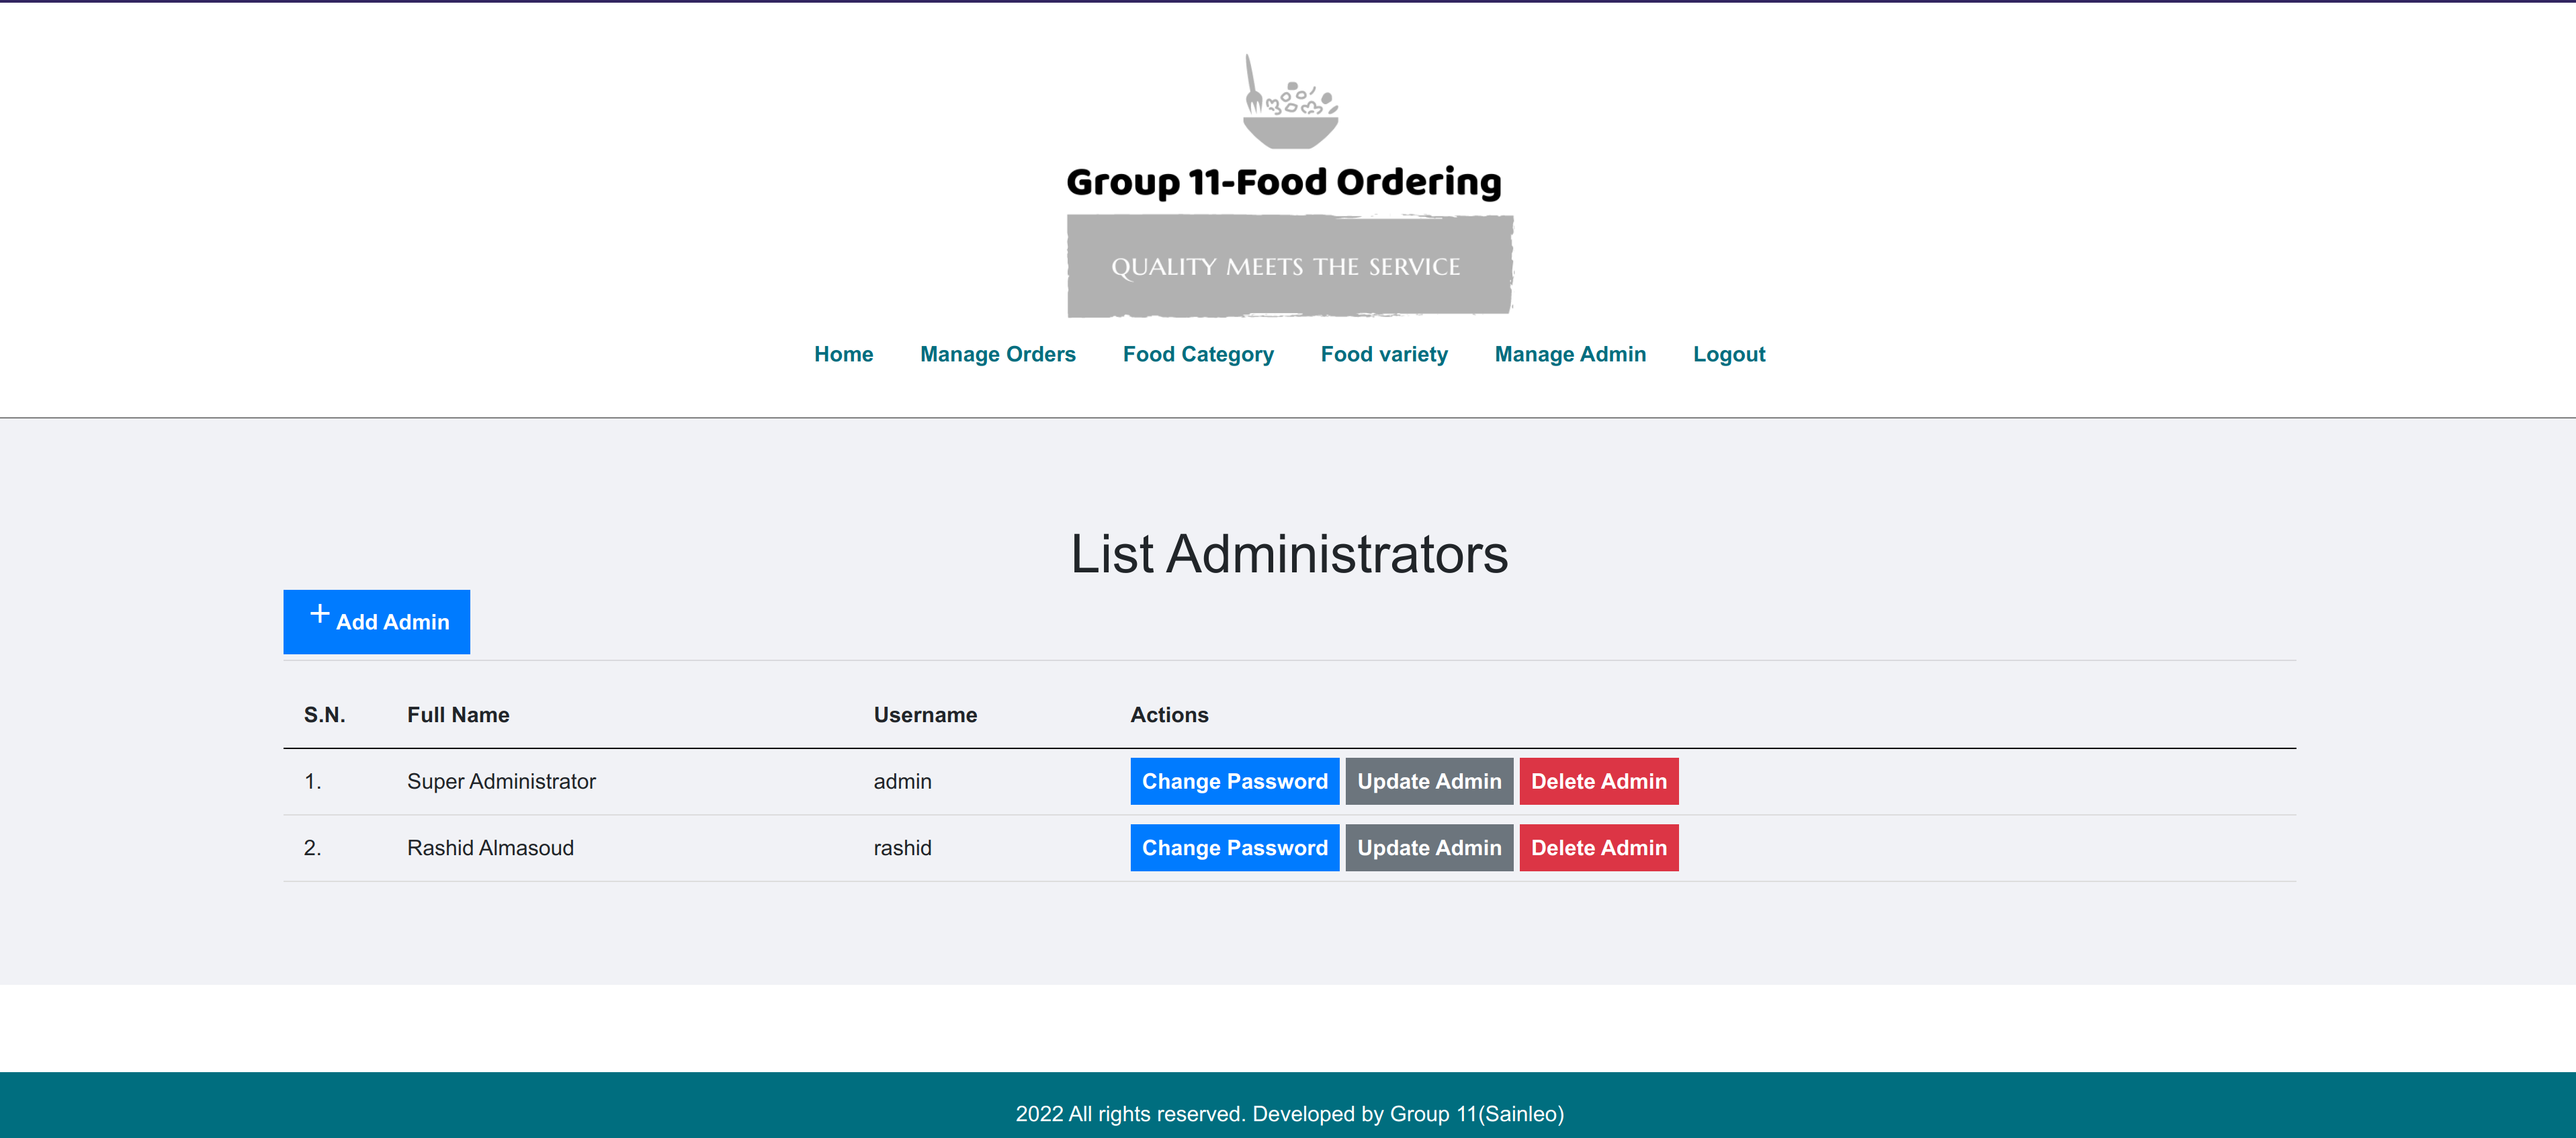 Group 11-Food Ordering
QUALITY MEETS THE SERVICE
Home Manage Orders Food Category Food variety Manage Admin Logout
List Administrators
+ Add Admin
S.N. Full Name Username Actions
1. Super Administrator admin Change Password Update Admin Delete Admin
2. Rashid Almasoud rashid Change Password Update Admin Delete Admin
2022 All rights reserved. Developed by Group 11(Sainleo)